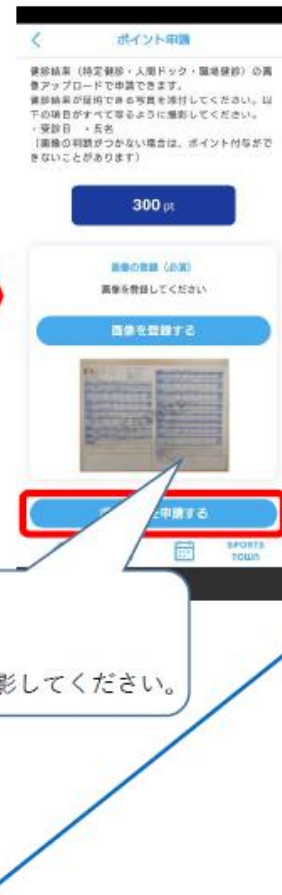 ポイント申請
健診結果（特定健診・人間ドック・職場健診）の画
像アップロードで申請できます。
健診結果が証明できる写真を添付してください。以
下の項目がすべて写るように撮影してください。
・受診日　・氏名
（画像の判読がつかない場合は、ポイント付与がで
きないことがあります）
300 pt
画像の登録（必須）
画像を登録してください
画像を登録する
を申請する
SPORTS
TOWN
影してください。